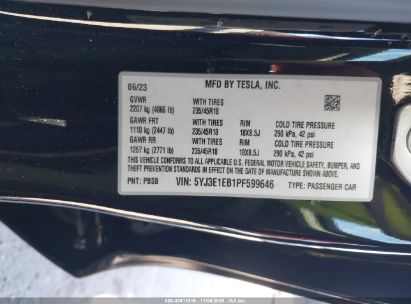 06/23 MFD BY TESLA, INC.
GVWR WITH TIRES
2207 kg (4866 lb) 235/45R18
GAWR FRT WITH TIRES RIM COLD TIRE PRESSURE
1110 kg (2447 lb) 235/45R18 18X8.5J 290 kPa, 42 psi
GAWR RR WITH TIRES RIM COLD TIRE PRESSURE
1257 kg (2771 lb) 235/45R18 18X8.5J 290 kPa, 42 psi
THIS VEHICLE CONFORMS TO ALL APPLICABLE U.S.
FEDERAL MOTOR VEHICLE SAFETY, BUMPER, AND
THEFT PREVENTION STANDARDS IN EFFECT ON THE
DATE OF MANUFACTURE SHOWN ABOVE.
PNT: PBSB VIN: 5YJ3E1EB1PF599646 TYPE: PASSENGER CAR